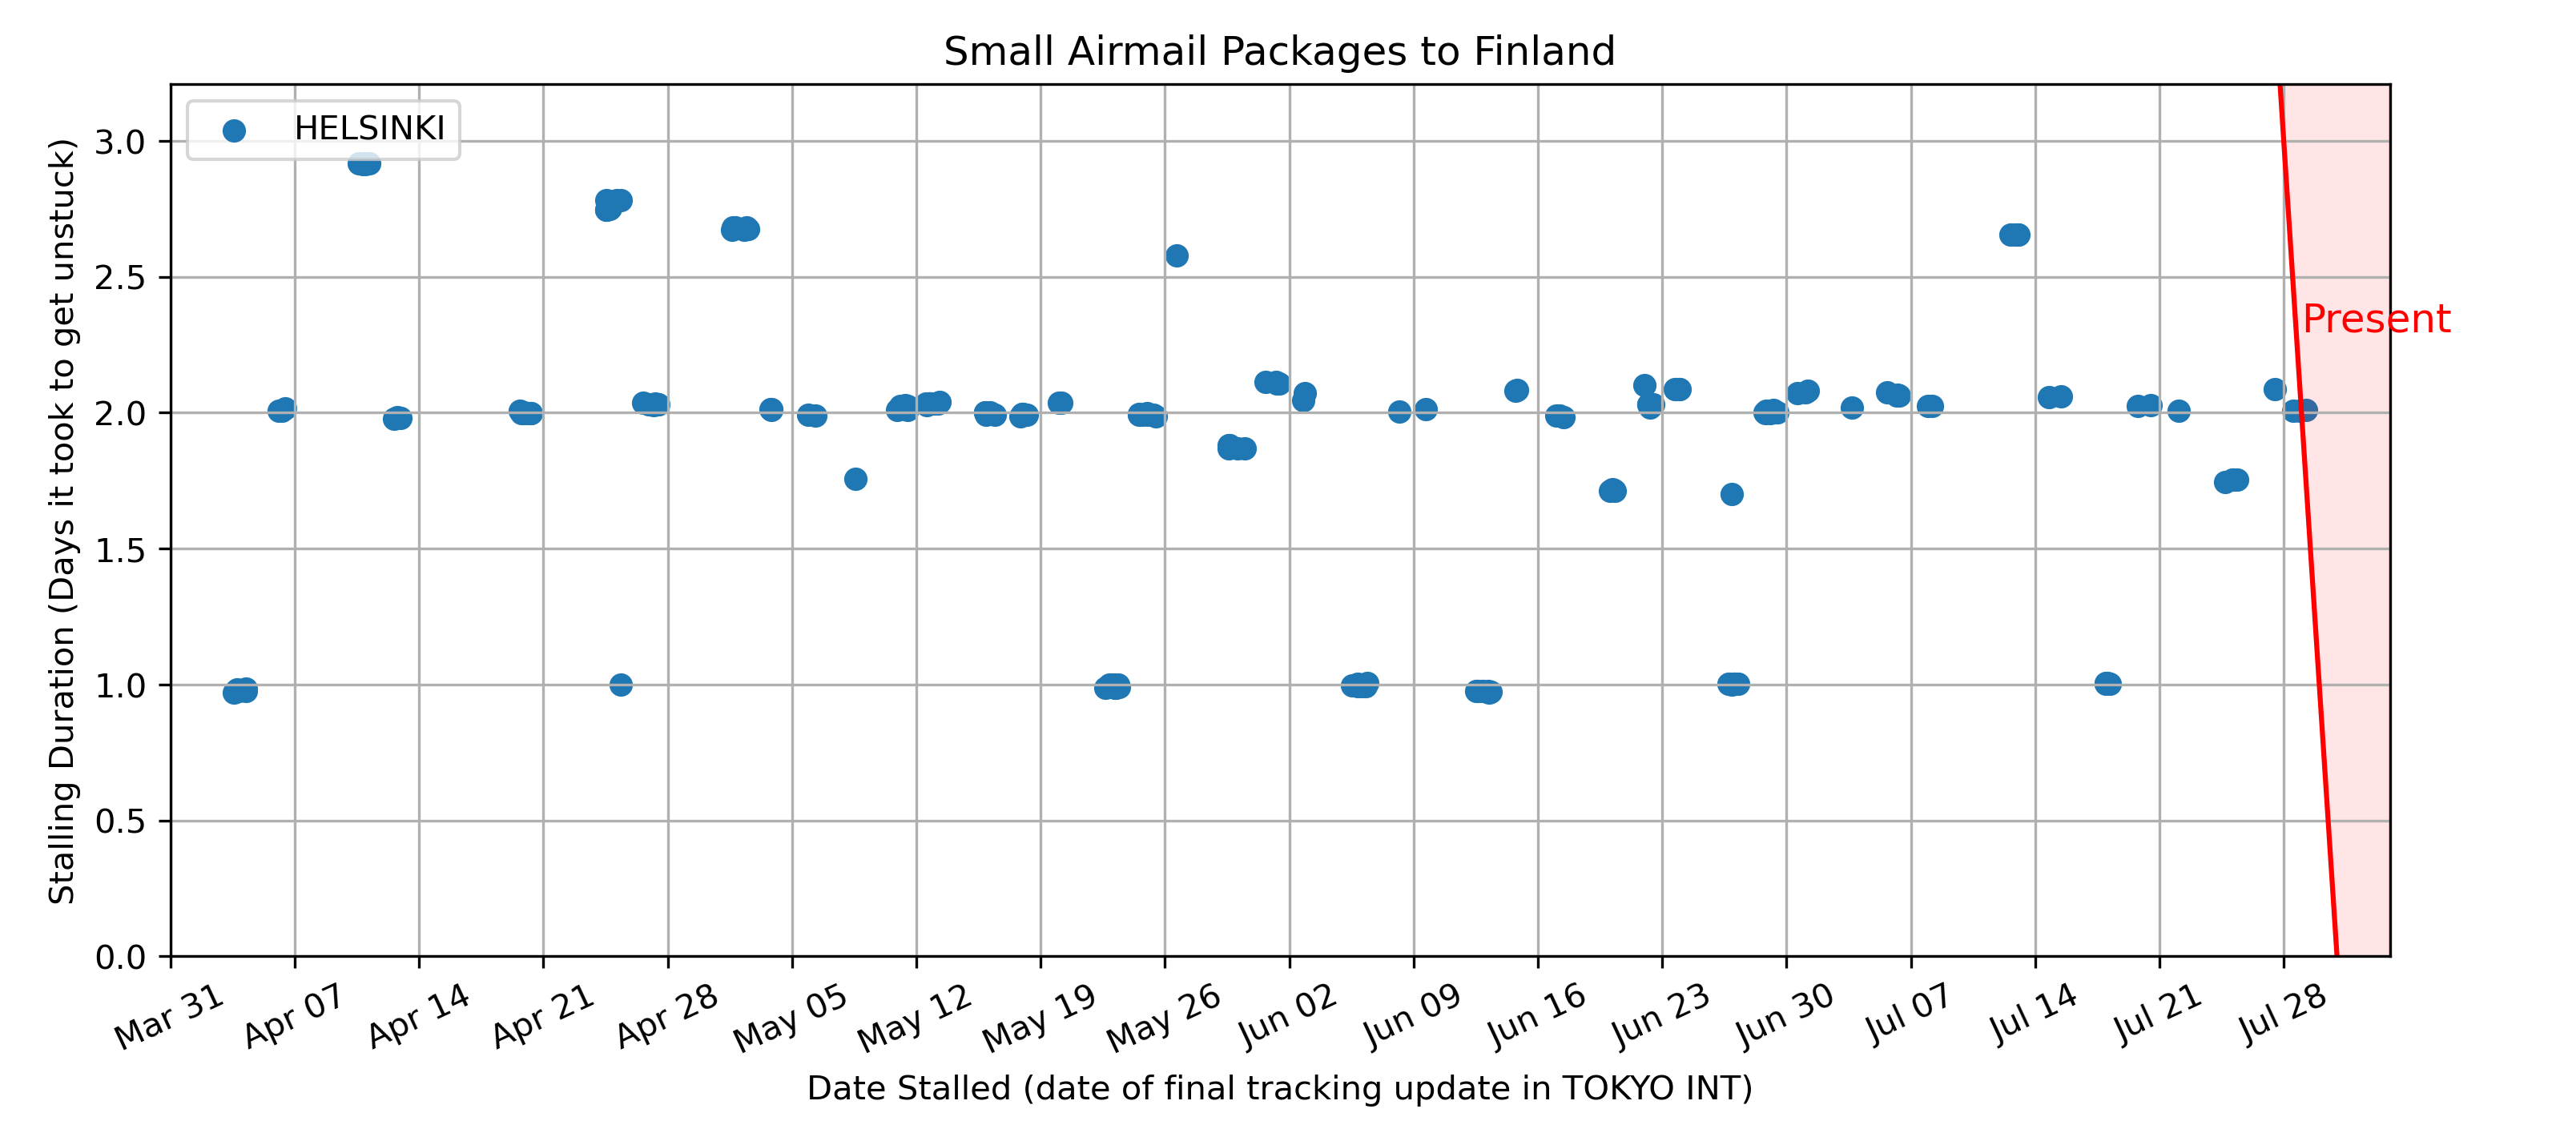 Small Airmail Packages to Finland
HELSINKI
Stalling Duration (Days it took to get unstuck)
3.0
2.5
2.0
1.5
1.0
0.5
0.0
Present
Mar 31
Apr 07
Apr 14
Apr 21
Apr 28
May 05
May 12
May 19
May 26
Jun 02
Jun 09
Jun 16
Jun 23
Jun 30
Jul 07
Jul 14
Jul 21
Jul 28
Date Stalled (date of final tracking update in TOKYO INT)